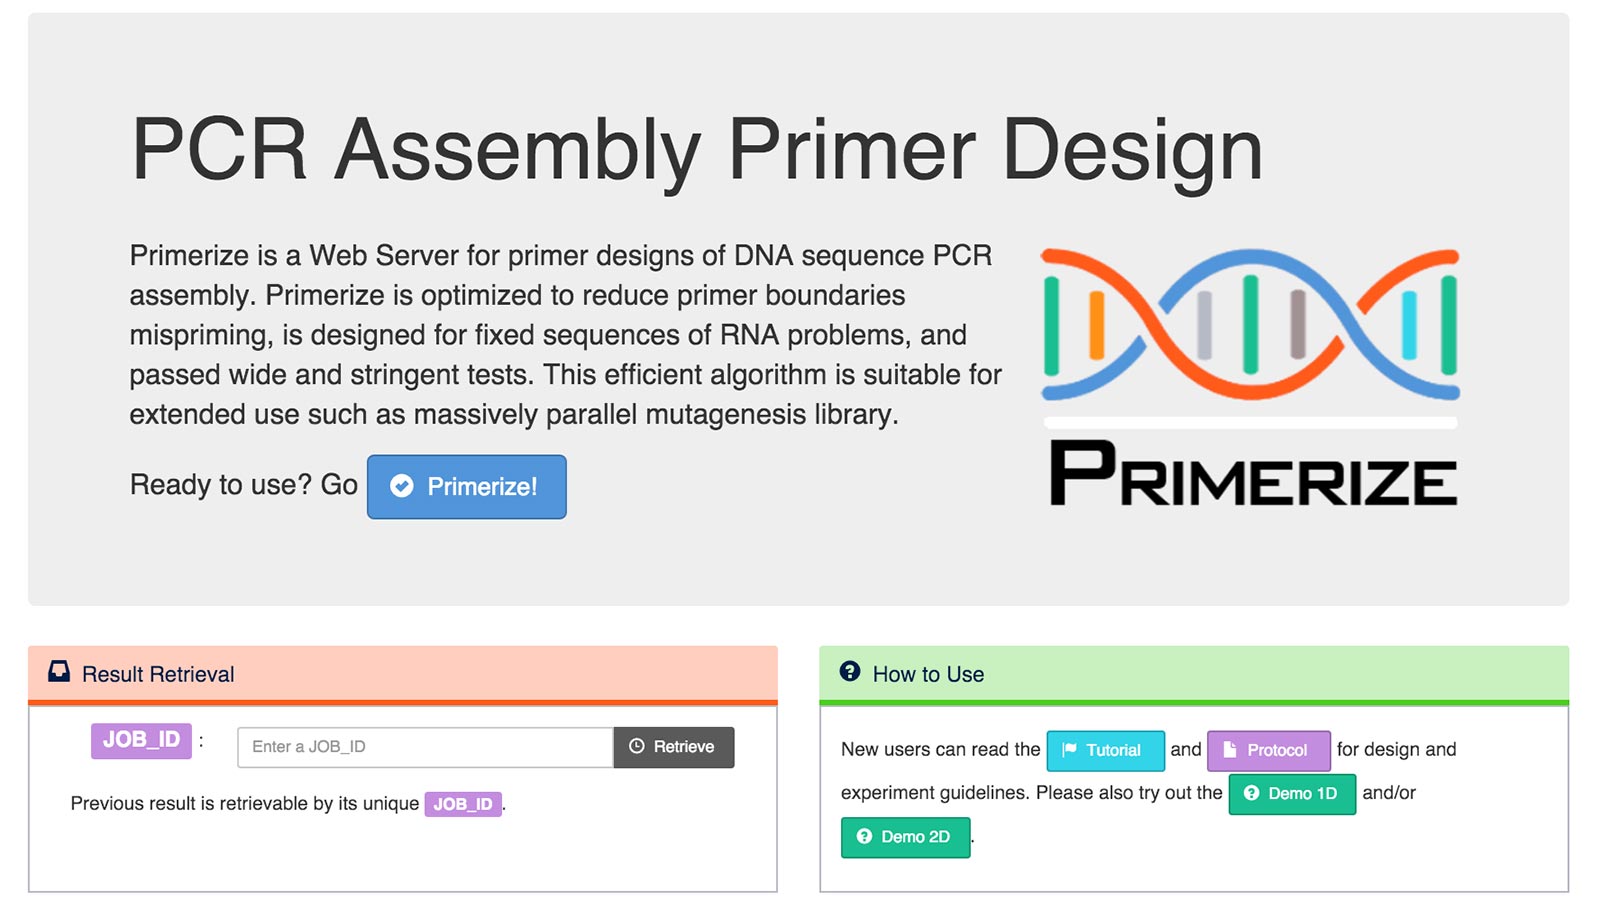 PCR Assembly Primer Design
Primerize is a Web Server for primer designs of DNA sequence PCR
assembly. Primerize is optimized to reduce primer boundaries
mispriming, is designed for fixed sequences of RNA problems, and
passed wide and stringent tests. This efficient algorithm is suitable for
extended use such as massively parallel mutagenesis library.
Ready to use? Go Primerize!
PRIMERIZE
Result Retrieval
JOB_ID : Enter a JOB_ID Retrieve
Previous result is retrievable by its unique JOB_ID.
How to Use
New users can read the Tutorial and Protocol for design and
experiment guidelines. Please also try out the Demo 1D and/or
Demo 2D.